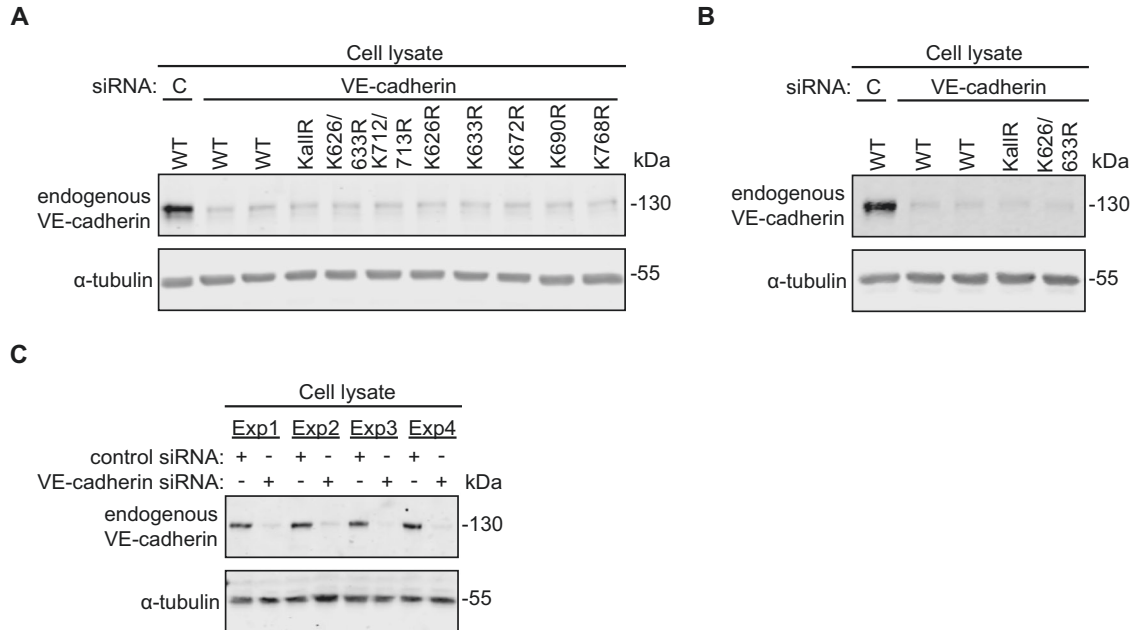 A
Cell lysate
siRNA: C VE-cadherin
WT WT WT KallR K626/633R K712/713R K626R K633R K672R K690R K768R kDa
endogenous
VE-cadherin
-130
α-tubulin
-55
B
Cell lysate
siRNA: C VE-cadherin
WT WT WT KallR K626/633R kDa
endogenous
VE-cadherin
-130
α-tubulin
-55
C
Cell lysate
Exp1 Exp2 Exp3 Exp4
control siRNA: + - + - + - + -
VE-cadherin siRNA: - + - + - + - + kDa
endogenous
VE-cadherin
-130
α-tubulin
-55